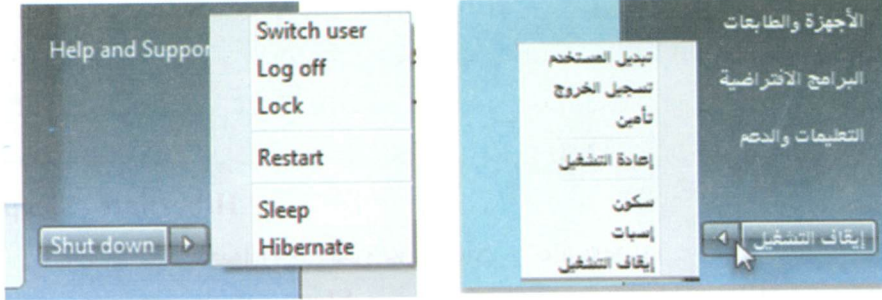 Help and Suppor
Switch user
Log off
Lock
Restart
Sleep
Hibernate
Shut down
الأجهزة والطابعات
البرامج الافتراضية
التعليمات والدعم
تبديل المستخدم
تسجيل الخروج
تأمين
إعادة التشغيل
سكون
إسبات
إيقاف التشغيل
إيقاف التشغيل